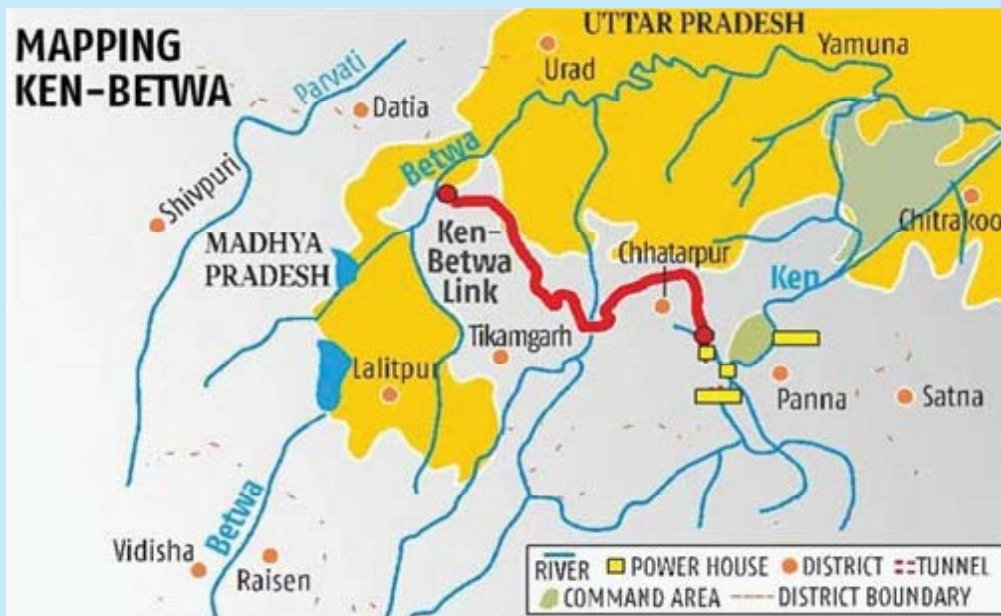 MAPPING
KEN-BETWA
UTTAR PRADESH
Yamuna
Urad
Parvati
Datia
Betwa
Shivpuri
Chitrakoo
MADHYA
PRADESH
Ken-
Betwa
Link
Chhatarpur
Ken
Tikamgarh
Lalitpur
Panna
Satna
Betwa
Vidisha
Raisen
RIVER POWER HOUSE DISTRICT TUNNEL
COMMAND AREA DISTRICT BOUNDARY